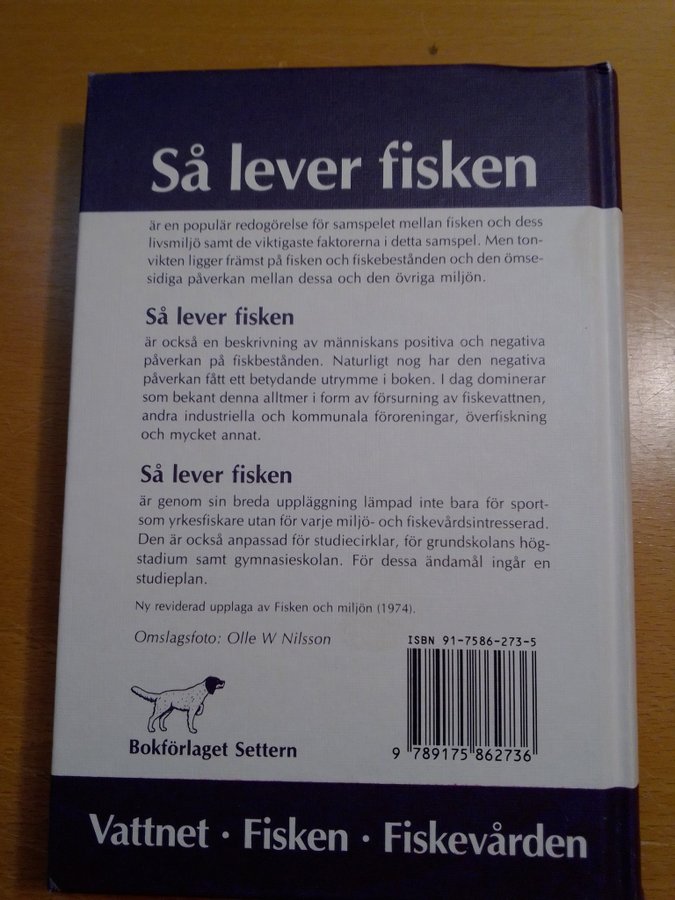 Så lever fisken
är en populär redogörelse för samspelet mellan fisken och dess
livsmiljö samt de viktigaste faktorerna i detta samspel. Men ton-
vikten ligger främst på fisken och fiskebestånden och den ömse-
sidiga påverkan mellan dessa och den övriga miljön.
Så lever fisken
är också en beskrivning av människans positiva och negativa
påverkan på fiskbestånden. Naturligt nog har den negativa
påverkan fått ett betydande utrymme i boken. I dag dominerar
som bekant denna alltmer i form av försurning av fiskevattnen,
andra industriella och kommunala föroreningar, överfiskning
och mycket annat.
Så lever fisken
är genom sin breda uppläggning lämpad inte bara för sport-
som yrkesfiskare utan för varje miljö- och fiskevårdsintresserad.
Den är också anpassad för studiecirklar, för grundskolans hög-
stadium samt gymnasieskolan. För dessa ändamål ingår en
studieplan.
Ny reviderad upplaga av Fisken och miljön (1974).
Omslagsfoto: Olle W Nilsson
ISBN 91-7586-273-5
9 789175 862736
Bokförlaget Settern
Vattnet · Fisken · Fiskevården